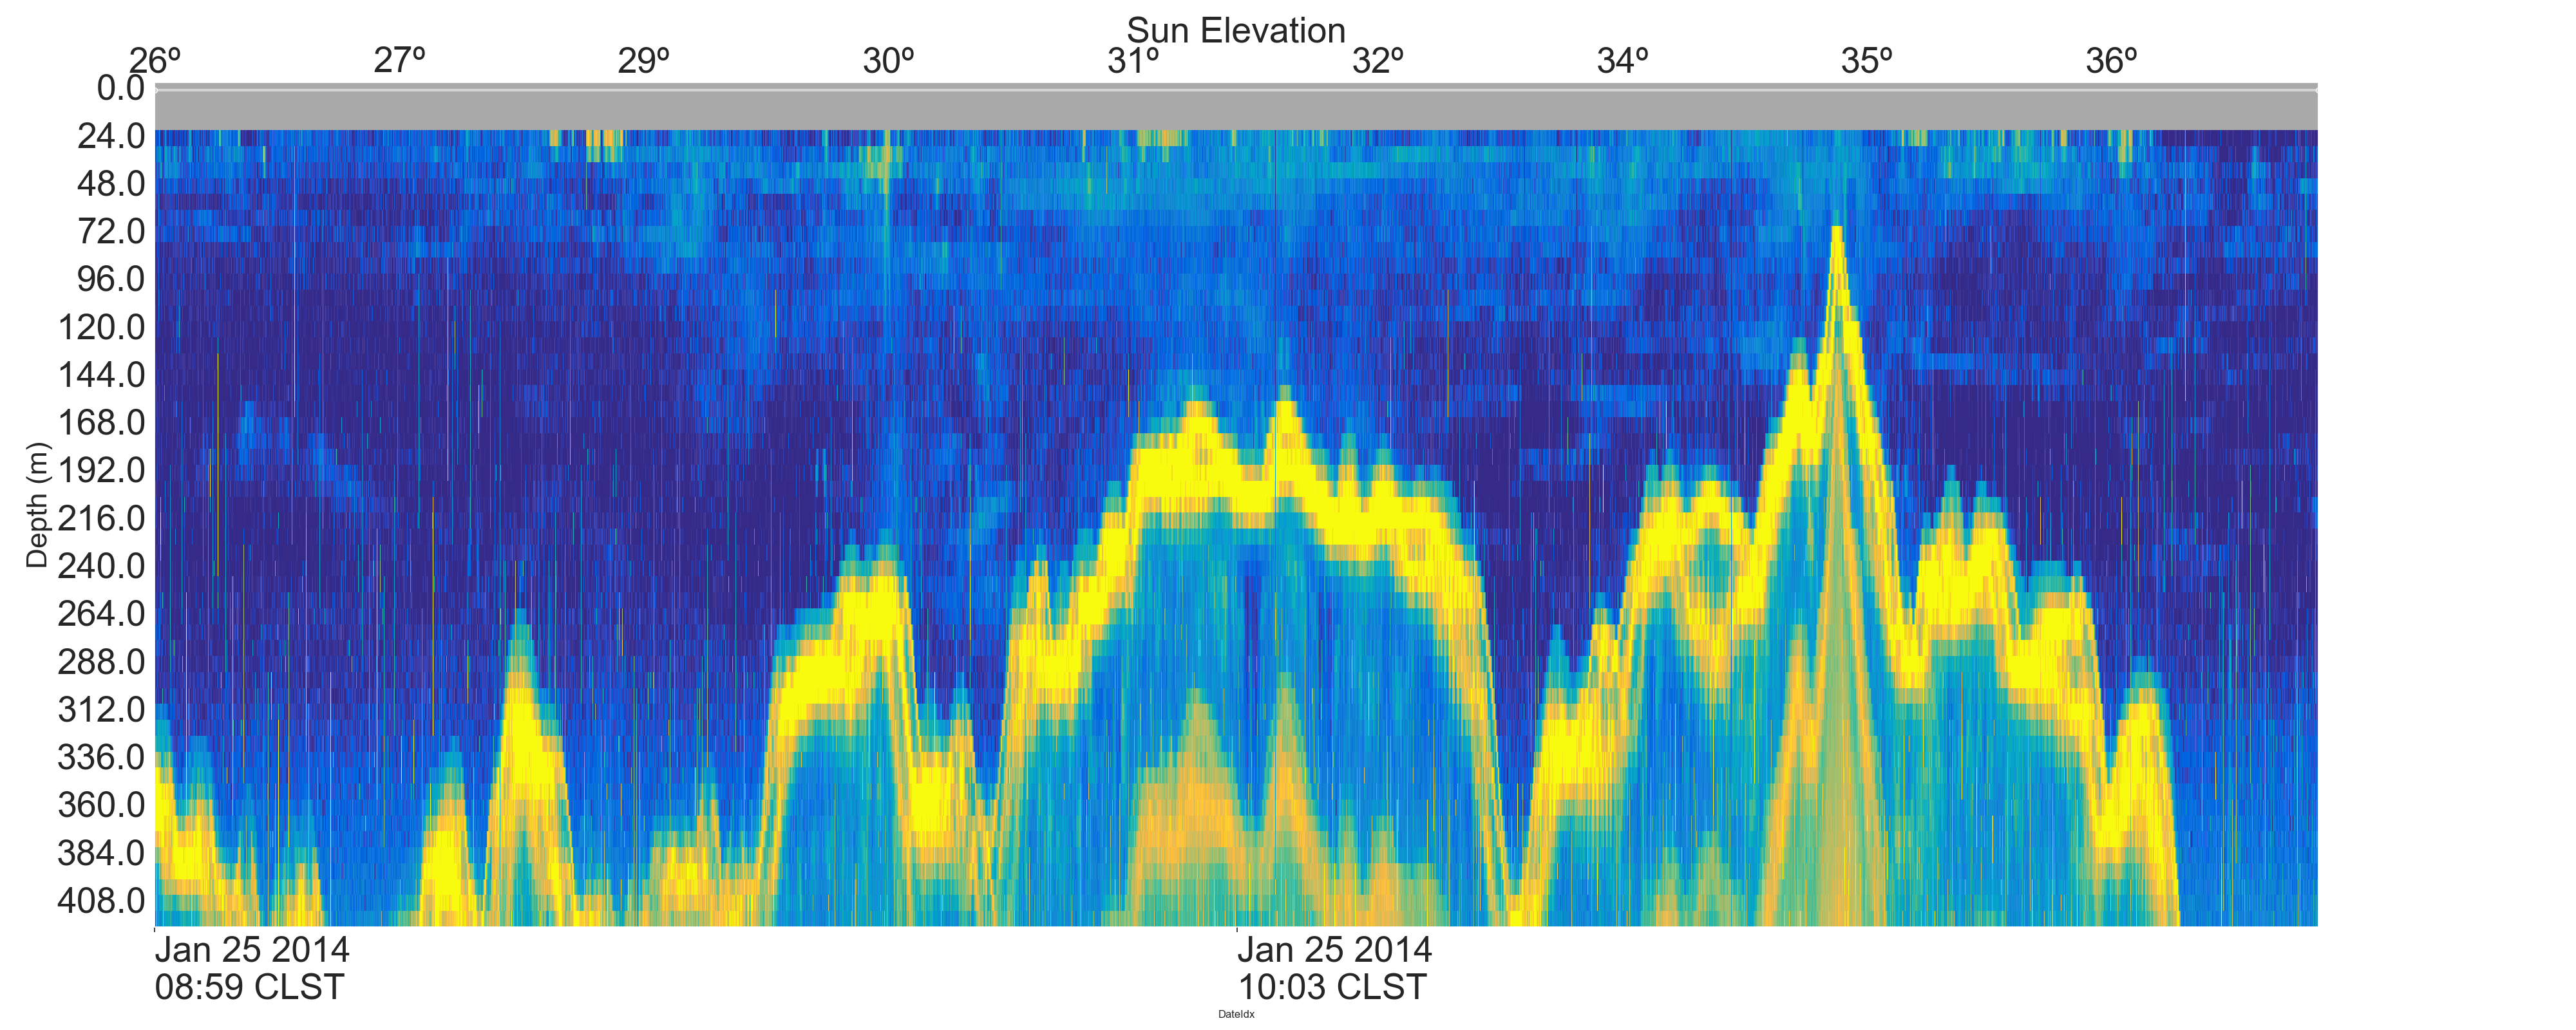 Sun Elevation
26º 27º 29º 30º 31º 32º 34º 35º 36º
Depth (m)
0.0
24.0
48.0
72.0
96.0
120.0
144.0
168.0
192.0
216.0
240.0
264.0
288.0
312.0
336.0
360.0
384.0
408.0
Jan 25 2014
08:59 CLST
Jan 25 2014
10:03 CLST
DateIdx